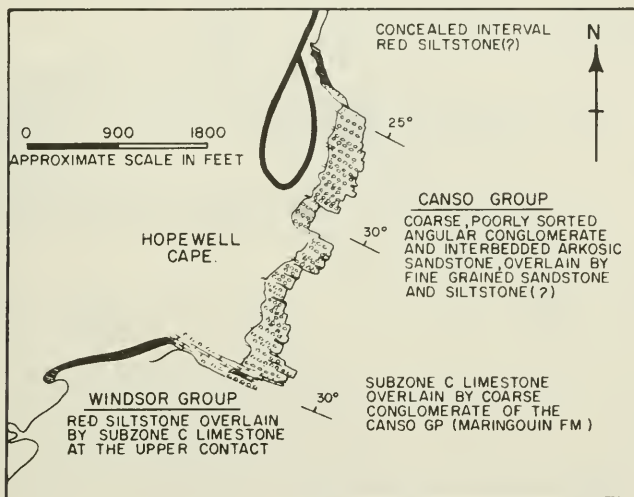 CONCEALED INTERVAL
RED SILTSTONE(?)
N
0 900 1800
APPROXIMATE SCALE IN FEET
25°
CANSO GROUP
COARSE, POORLY SORTED
ANGULAR CONGLOMERATE
AND INTERBEDDED ARKOSIC
SANDSTONE, OVERLAIN BY
FINE GRAINED SANDSTONE
AND SILTSTONE(?)
30°
HOPEWELL
CAPE.
SUBZONE C LIMESTONE
OVERLAIN BY COARSE
CONGLOMERATE OF THE
CANSO GP (MARINGOUIN FM)
30°
WINDSOR GROUP
RED SILTSTONE OVERLAIN
BY SUBZONE C LIMESTONE
AT THE UPPER CONTACT